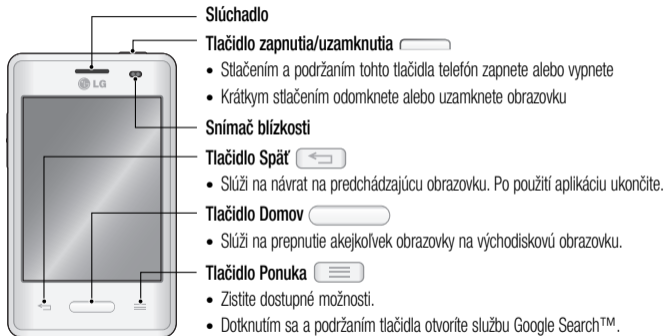 Slúchadlo
Tlačidlo zapnutia/uzamknutia
• Stlačením a podržaním tohto tlačidla telefón zapnete alebo vypnete
• Krátkym stlačením odomknete alebo uzamknete obrazovku
LG
Snímač blízkosti
Tlačidlo Späť
• Slúži na návrat na predchádzajúcu obrazovku. Po použití aplikáciu ukončite.
Tlačidlo Domov
• Slúži na prepnutie akejkoľvek obrazovky na východiskovú obrazovku.
Tlačidlo Ponuka
• Zistite dostupné možnosti.
• Dotknutím sa a podržaním tlačidla otvoríte službu Google Search™.